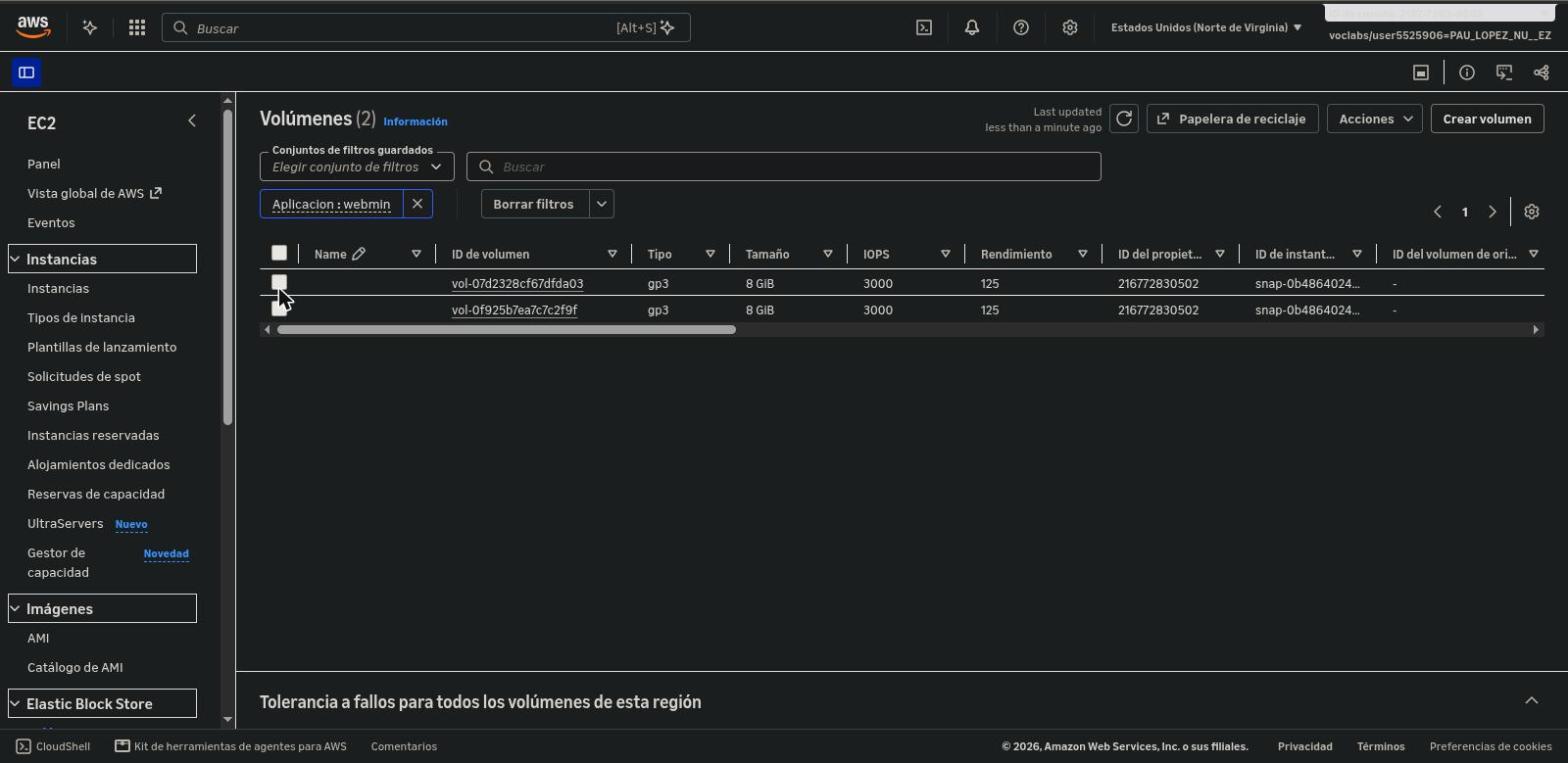 aws
Buscar [Alt+S]
Estados Unidos (Norte de Virginia)
voclabs/user5525906=PAU_LOPEZ_NU__EZ
EC2
Panel
Vista global de AWS
Eventos
Instancias
Instancias
Tipos de instancia
Plantillas de lanzamiento
Solicitudes de spot
Savings Plans
Instancias reservadas
Alojamientos dedicados
Reservas de capacidad
UltraServers Nuevo
Gestor de Novedad
capacidad
Imágenes
AMI
Catálogo de AMI
Elastic Block Store
Volúmenes (2) Información
Last updated
less than a minute ago
Papelera de reciclaje
Acciones
Crear volumen
Conjuntos de filtros guardados
Elegir conjunto de filtros
Buscar
Aplicacion : webmin
Borrar filtros
1
Name ID de volumen Tipo Tamaño IOPS Rendimiento ID del propiet... ID de instant... ID del volumen de ori...
vol-07d2328cf67dfda03 gp3 8 GiB 3000 125 216772830502 snap-0b4864024... -
vol-0f925b7ea7c7c2f9f gp3 8 GiB 3000 125 216772830502 snap-0b4864024... -
Tolerancia a fallos para todos los volúmenes de esta región
CloudShell Kit de herramientas de agentes para AWS Comentarios
© 2026, Amazon Web Services, Inc. o sus filiales. Privacidad Términos Preferencias de cookies